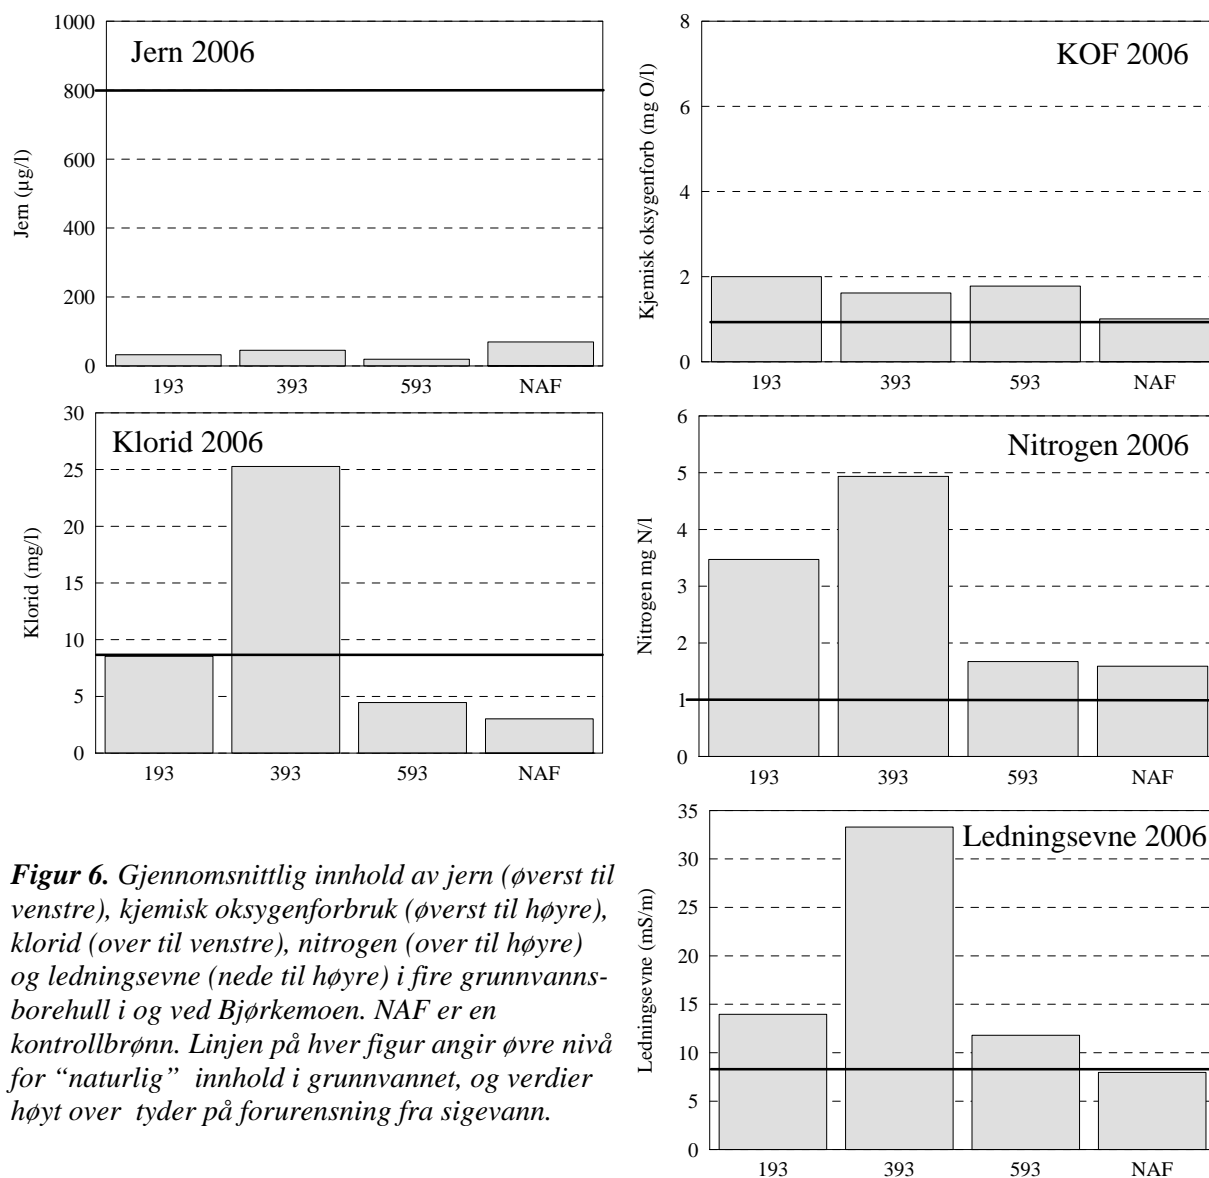 Jern 2006
Jern (µg/l)
1000
800
600
400
200
0
193 393 593 NAF
KOF 2006
Kjemisk oksygenforb (mg O/l)
8
6
4
2
0
193 393 593 NAF
Klorid 2006
Klorid (mg/l)
30
25
20
15
10
5
0
193 393 593 NAF
Nitrogen 2006
Nitrogen mg N/l
6
5
4
3
2
1
0
193 393 593 NAF
Ledningsevne 2006
Ledningsevne (mS/m)
35
30
25
20
15
10
5
0
193 393 593 NAF
Figur 6. Gjennomsnittlig innhold av jern (øverst til
venstre), kjemisk oksygenforbruk (øverst til høyre),
klorid (over til venstre), nitrogen (over til høyre)
og ledningsevne (nede til høyre) i fire grunnvanns-
borehull i og ved Bjørkemoen. NAF er en
kontrollbrønn. Linjen på hver figur angir øvre nivå
for “naturlig” innhold i grunnvannet, og verdier
høyt over tyder på forurensning fra sigevann.